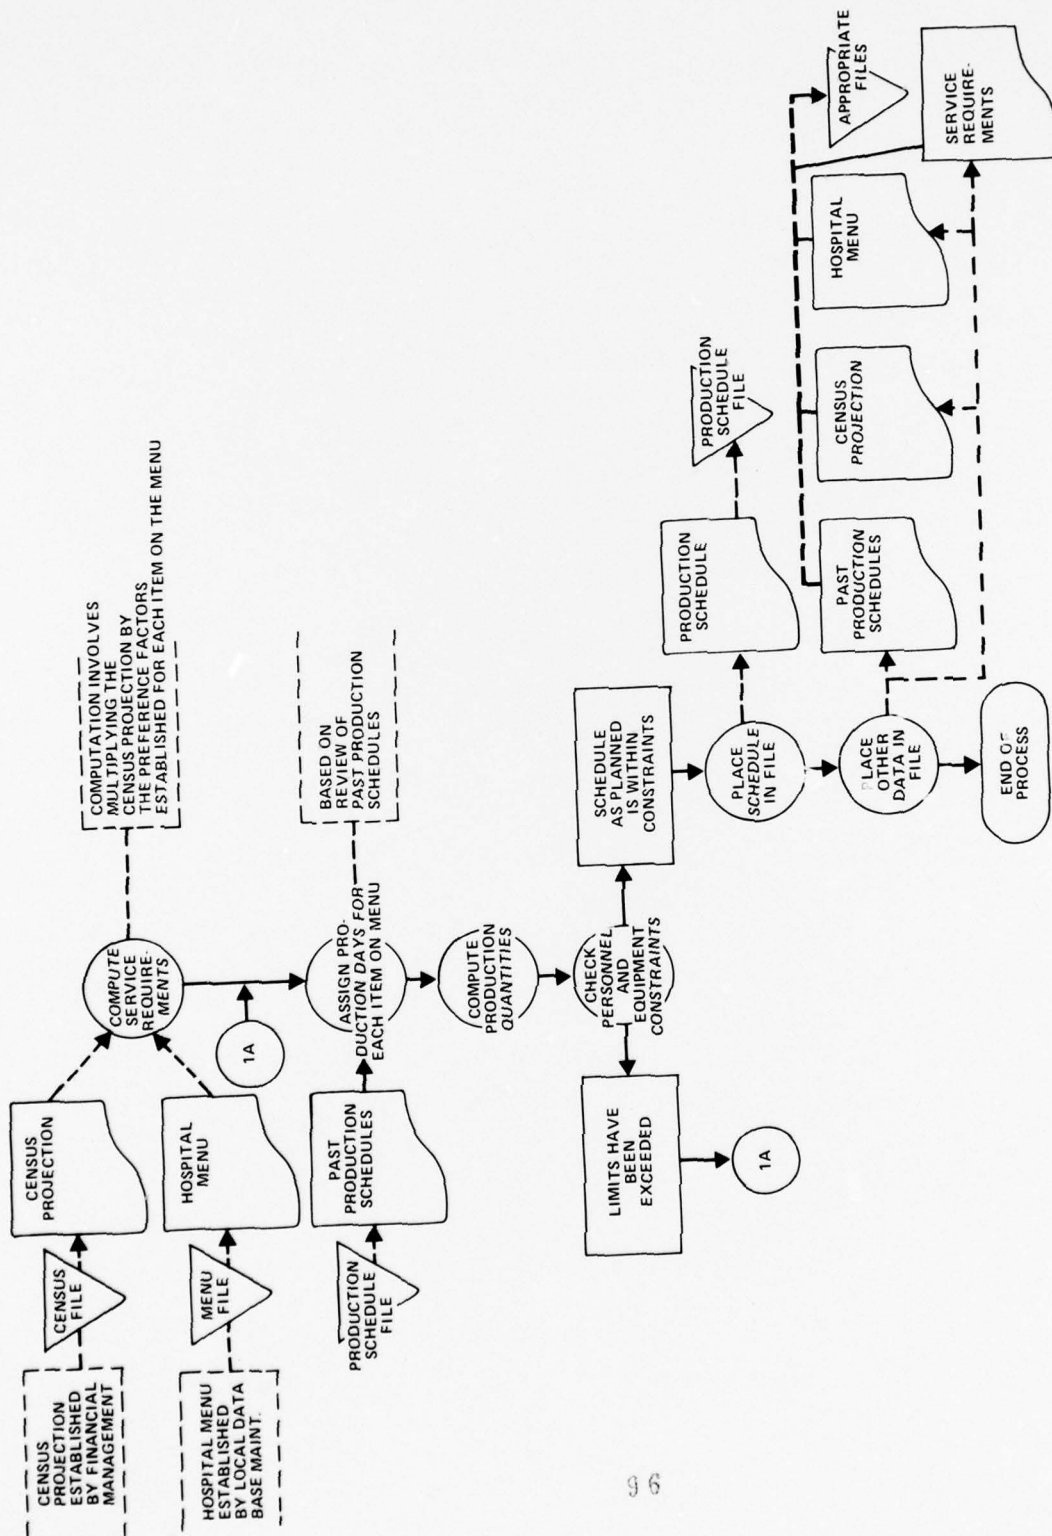 CENSUS
PROJECTION
ESTABLISHED
BY FINANCIAL
MANAGEMENT
CENSUS
FILE
CENSUS
PROJECTION
COMPUTE
SERVICE
REQUIRE-
MENTS
COMPUTATION INVOLVES
MULTIPLYING THE
CENSUS PROJECTION BY
THE PREFERENCE FACTORS
ESTABLISHED FOR EACH ITEM ON THE MENU
HOSPITAL MENU
ESTABLISHED
BY LOCAL DATA
BASE MAINT.
MENU
FILE
HOSPITAL
MENU
1A
PRODUCTION
SCHEDULE
FILE
PAST
PRODUCTION
SCHEDULES
ASSIGN PRO-
DUCTION DAYS FOR
EACH ITEM ON MENU
BASED ON
REVIEW OF
PAST PRODUCTION
SCHEDULES
COMPUTE
PRODUCTION
QUANTITIES
CHECK
PERSONNEL
AND
EQUIPMENT
CONSTRAINTS
LIMITS HAVE
BEEN
EXCEEDED
1A
SCHEDULE
AS PLANNED
IS WITHIN
CONSTRAINTS
PLACE
SCHEDULE
IN FILE
PRODUCTION
SCHEDULE
PRODUCTION
SCHEDULE
FILE
PLACE
OTHER
DATA IN
FILE
PAST
PRODUCTION
SCHEDULES
CENSUS
PROJECTION
HOSPITAL
MENU
APPROPRIATE
FILES
SERVICE
REQUIRE-
MENTS
END OF
PROCESS
96